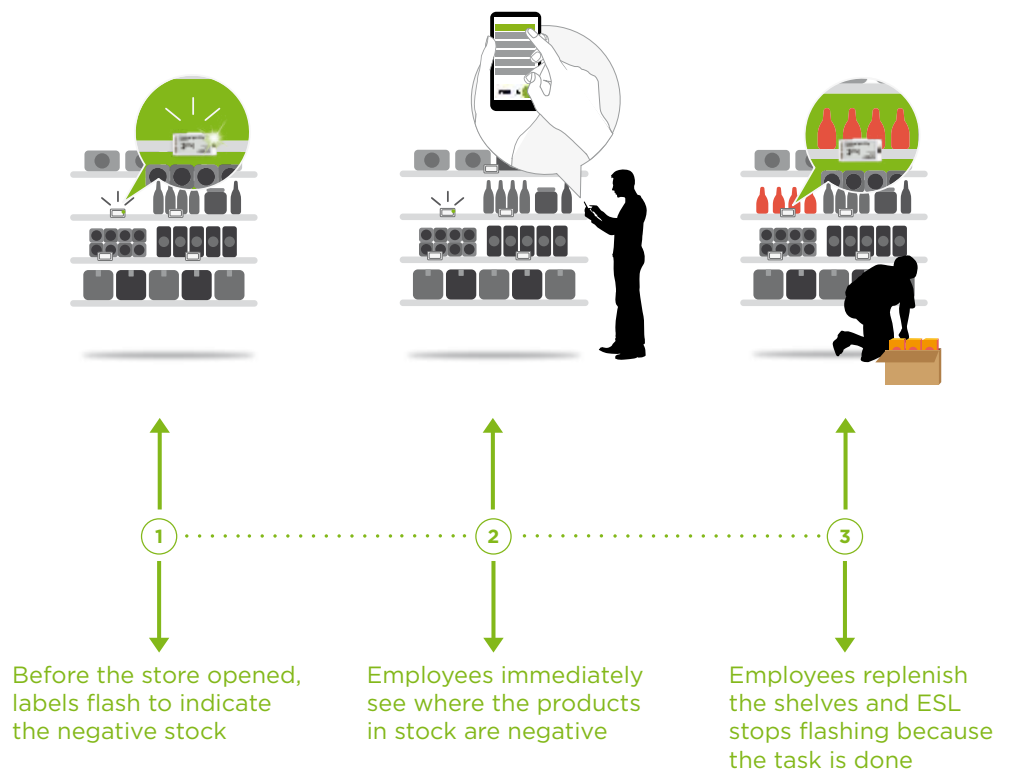 1
2
3
Before the store opened,
labels flash to indicate
the negative stock
Employees immediately
see where the products
in stock are negative
Employees replenish
the shelves and ESL
stops flashing because
the task is done